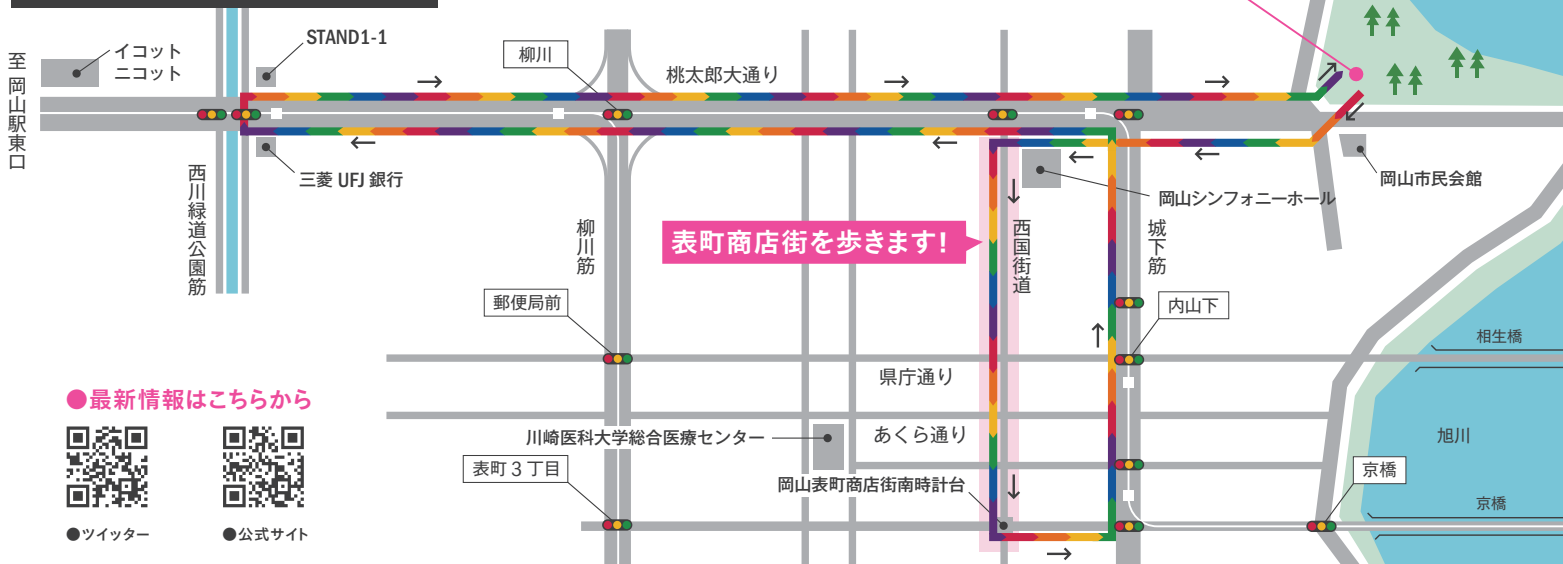 至 岡山駅東口
イコット
ニコット
STAND1-1
柳川
桃太郎大通り
三菱 UFJ 銀行
西川緑道公園筋
柳川筋
表町商店街を歩きます！
西国街道
岡山シンフォニーホール
城下筋
岡山市民会館
郵便局前
内山下
相生橋
県庁通り
●最新情報はこちらから
川崎医科大学総合医療センター
あくら通り
旭川
表町 3 丁目
岡山表町商店街南時計台
京橋
京橋
●ツイッター
●公式サイト